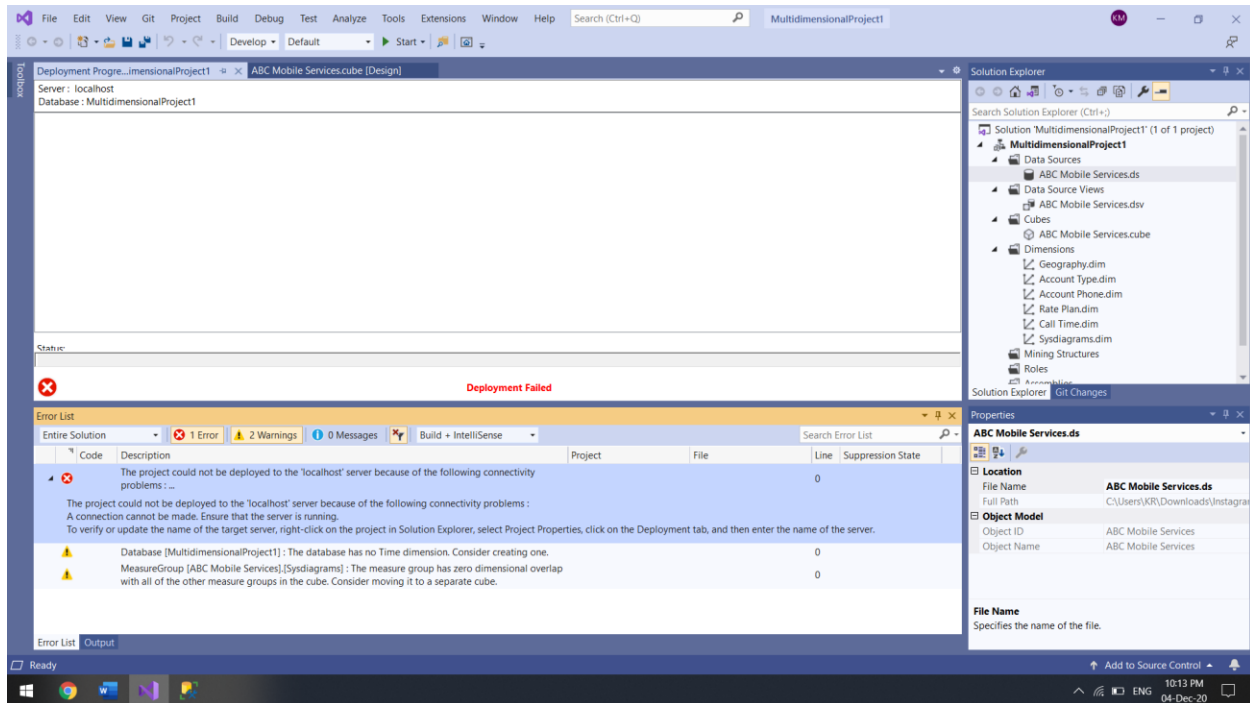 File Edit View Git Project Build Debug Test Analyze Tools Extensions Window Help Search (Ctrl+Q) MultidimensionalProject1 KM
Develop Default Start
Toolbox
Deployment Progre...imensionalProject1 ABC Mobile Services.cube [Design]
Server : localhost
Database : MultidimensionalProject1
Status:
Deployment Failed
Solution Explorer
Search Solution Explorer (Ctrl+;)
Solution 'MultidimensionalProject1' (1 of 1 project)
MultidimensionalProject1
Data Sources
ABC Mobile Services.ds
Data Source Views
ABC Mobile Services.dsv
Cubes
ABC Mobile Services.cube
Dimensions
Geography.dim
Account Type.dim
Account Phone.dim
Rate Plan.dim
Call Time.dim
Sysdiagrams.dim
Mining Structures
Roles
Assemblies
Solution Explorer Git Changes
Error List
Entire Solution 1 Error 2 Warnings 0 Messages Build + IntelliSense Search Error List
Code Description Project File Line Suppression State
The project could not be deployed to the 'localhost' server because of the following connectivity
problems : ... 0
The project could not be deployed to the 'localhost' server because of the following connectivity problems :
A connection cannot be made. Ensure that the server is running.
To verify or update the name of the target server, right-click on the project in Solution Explorer, select Project Properties, click on the Deployment tab, and then enter the name of the server.
Database [MultidimensionalProject1] : The database has no Time dimension. Consider creating one. 0
MeasureGroup [ABC Mobile Services].[Sysdiagrams] : The measure group has zero dimensional overlap
with all of the other measure groups in the cube. Consider moving it to a separate cube. 0
Error List Output
Properties
ABC Mobile Services.ds
Location
File Name ABC Mobile Services.ds
Full Path C:\Users\KR\Downloads\Instagra
Object Model
Object ID ABC Mobile Services
Object Name ABC Mobile Services
File Name
Specifies the name of the file.
Ready Add to Source Control
ENG 10:13 PM
04-Dec-20